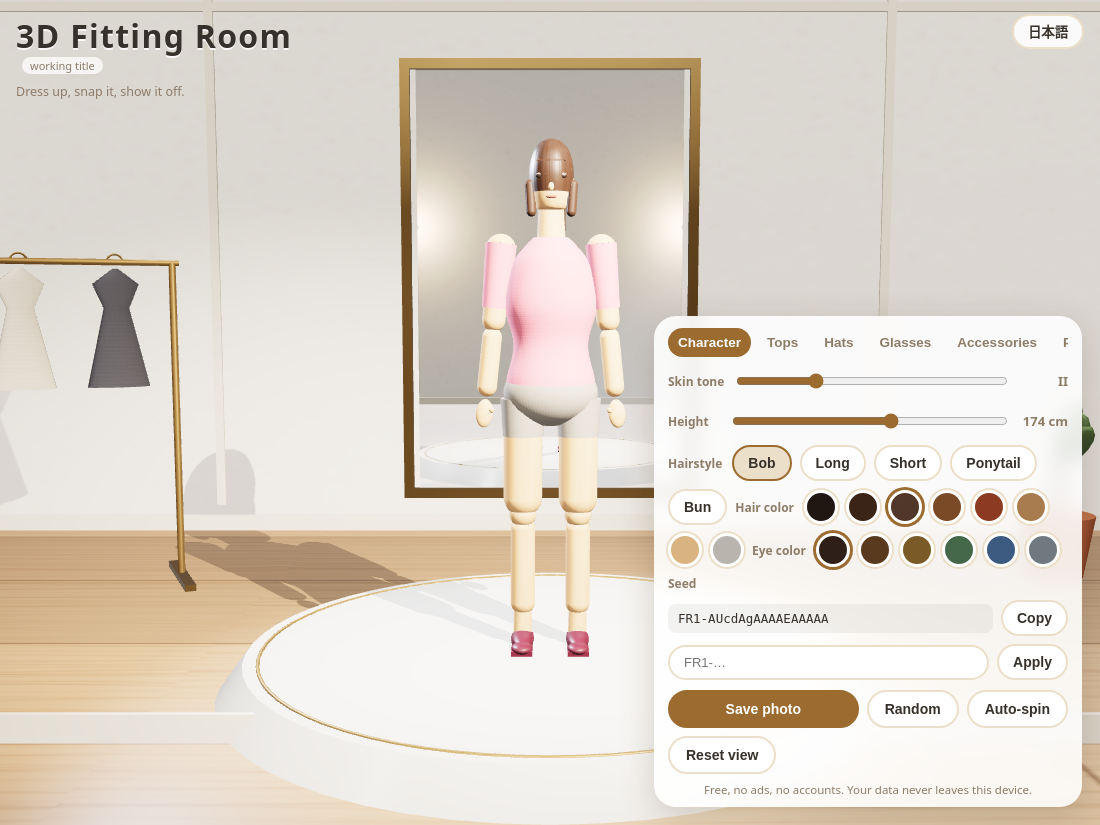 3D Fitting Room
working title
Dress up, snap it, show it off.
日本語
Character Tops Hats Glasses Accessories
Skin tone II
Height 174 cm
Hairstyle Bob Long Short Ponytail
Bun Hair color
Eye color
Seed
FR1-AUcdAgAAAAEAAAAA Copy
FR1-… Apply
Save photo Random Auto-spin
Reset view
Free, no ads, no accounts. Your data never leaves this device.